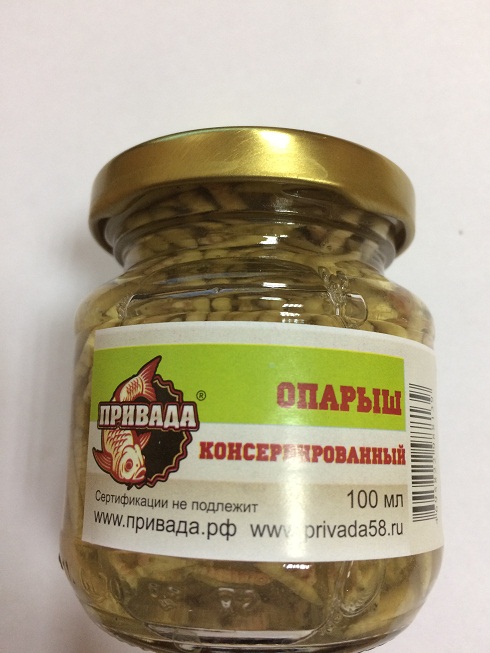 ОПАРЫШ
ПРИВАДА®
КОНСЕРВИРОВАННЫЙ
Сертификации не подлежит
100 мл
www.привада.рф www.privada58.ru